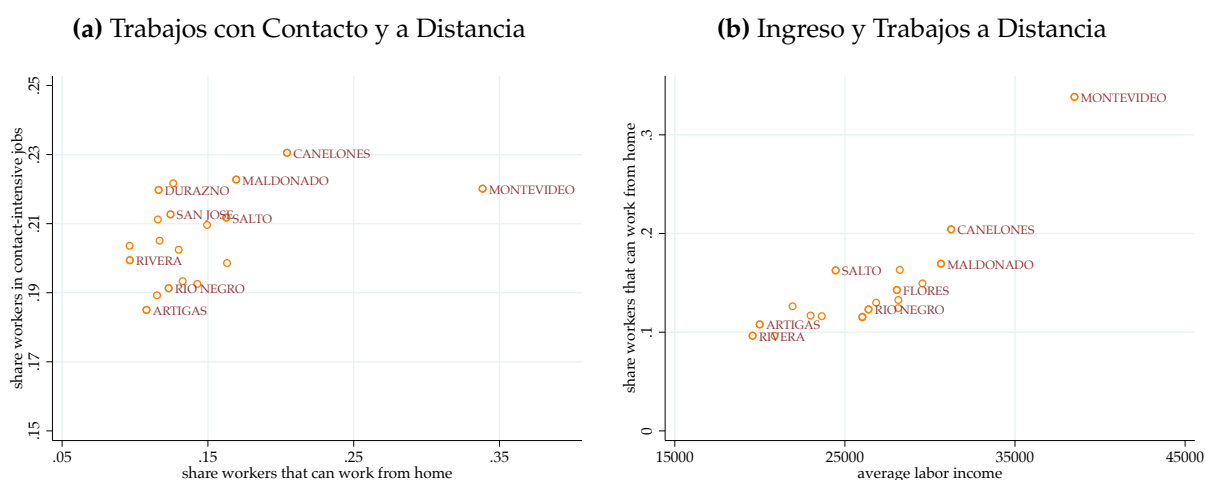 (a) Trabajos con Contacto y a Distancia
share workers in contact-intensive jobs
.25
.23
.21
.19
.17
.15
CANELONES
MALDONADO
MONTEVIDEO
DURAZNO
SAN JOSE
SALTO
RIVERA
RIO NEGRO
ARTIGAS
.05
.15
.25
.35
share workers that can work from home
(b) Ingreso y Trabajos a Distancia
share workers that can work from home
.3
.2
.1
0
MONTEVIDEO
CANELONES
MALDONADO
SALTO
FLORES
RIO NEGRO
ARTIGAS
RIVERA
15000
25000
35000
45000
average labor income